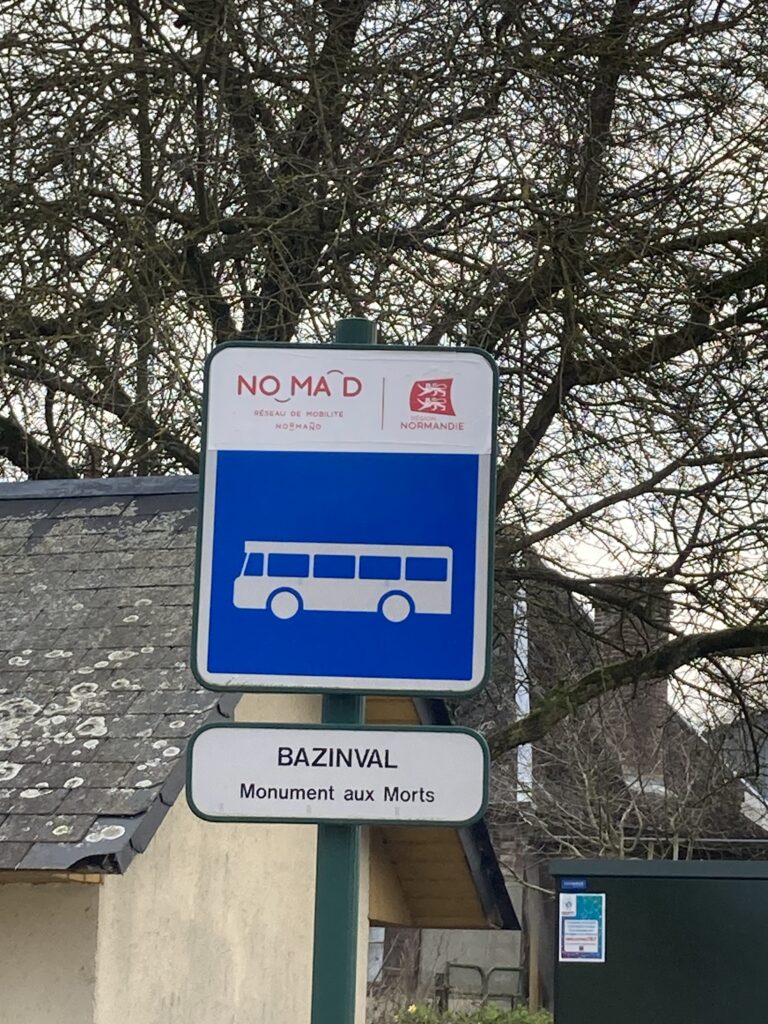 NOMAD
RÉSEAU DE MOBILITÉ
NORMAND
RÉGION
NORMANDIE
BAZINVAL
Monument aux Morts